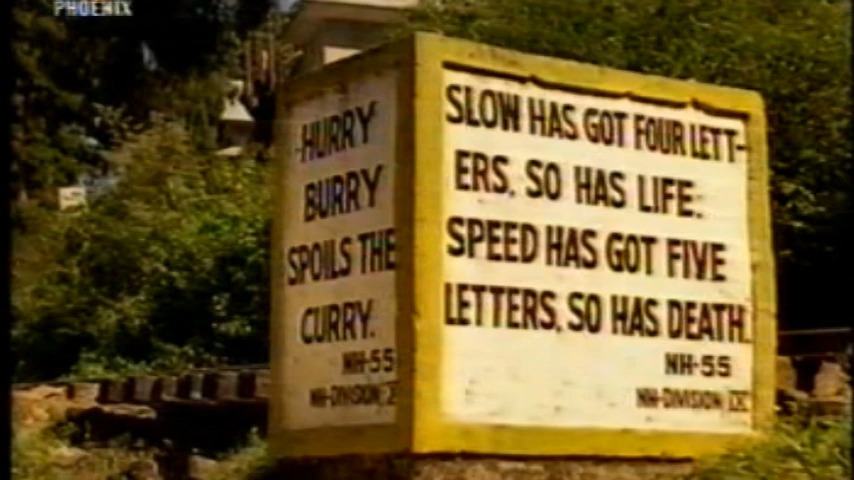 PHOENIX
-HURRY
BURRY
SPOILS THE
CURRY.
NH-55
NH-DIVISION
SLOW HAS GOT FOUR LETT-
ERS, SO HAS LIFE.
SPEED HAS GOT FIVE
LETTERS, SO HAS DEATH.
NH-55
NH-DIVISION IX